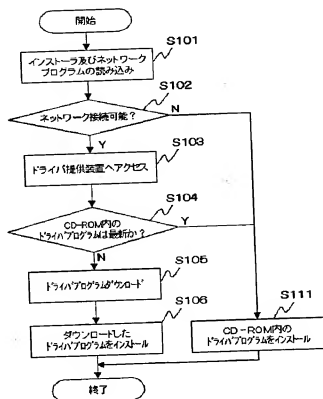 開始
S101
インストーラ及びネットワーク
プログラムの読み込み
S102
ネットワーク接続可能?
N
Y
S103
ドライバ提供装置へアクセス
S104
CD-ROM内の
ドライバプログラムは最新か?
Y
N
S105
ドライバプログラムダウンロード
S106
ダウンロードした
ドライバプログラムをインストール
S111
CD-ROM内の
ドライバプログラムをインストール
終了